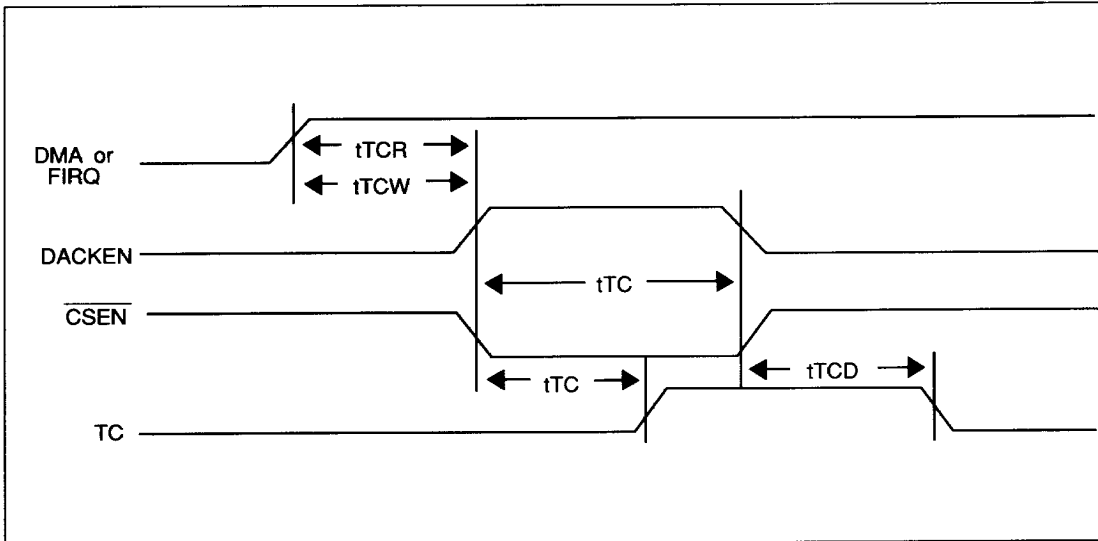 DMA or
FIRQ
tTCR
tTCW
DACKEN
tTC
CSEN
tTC
tTCD
TC